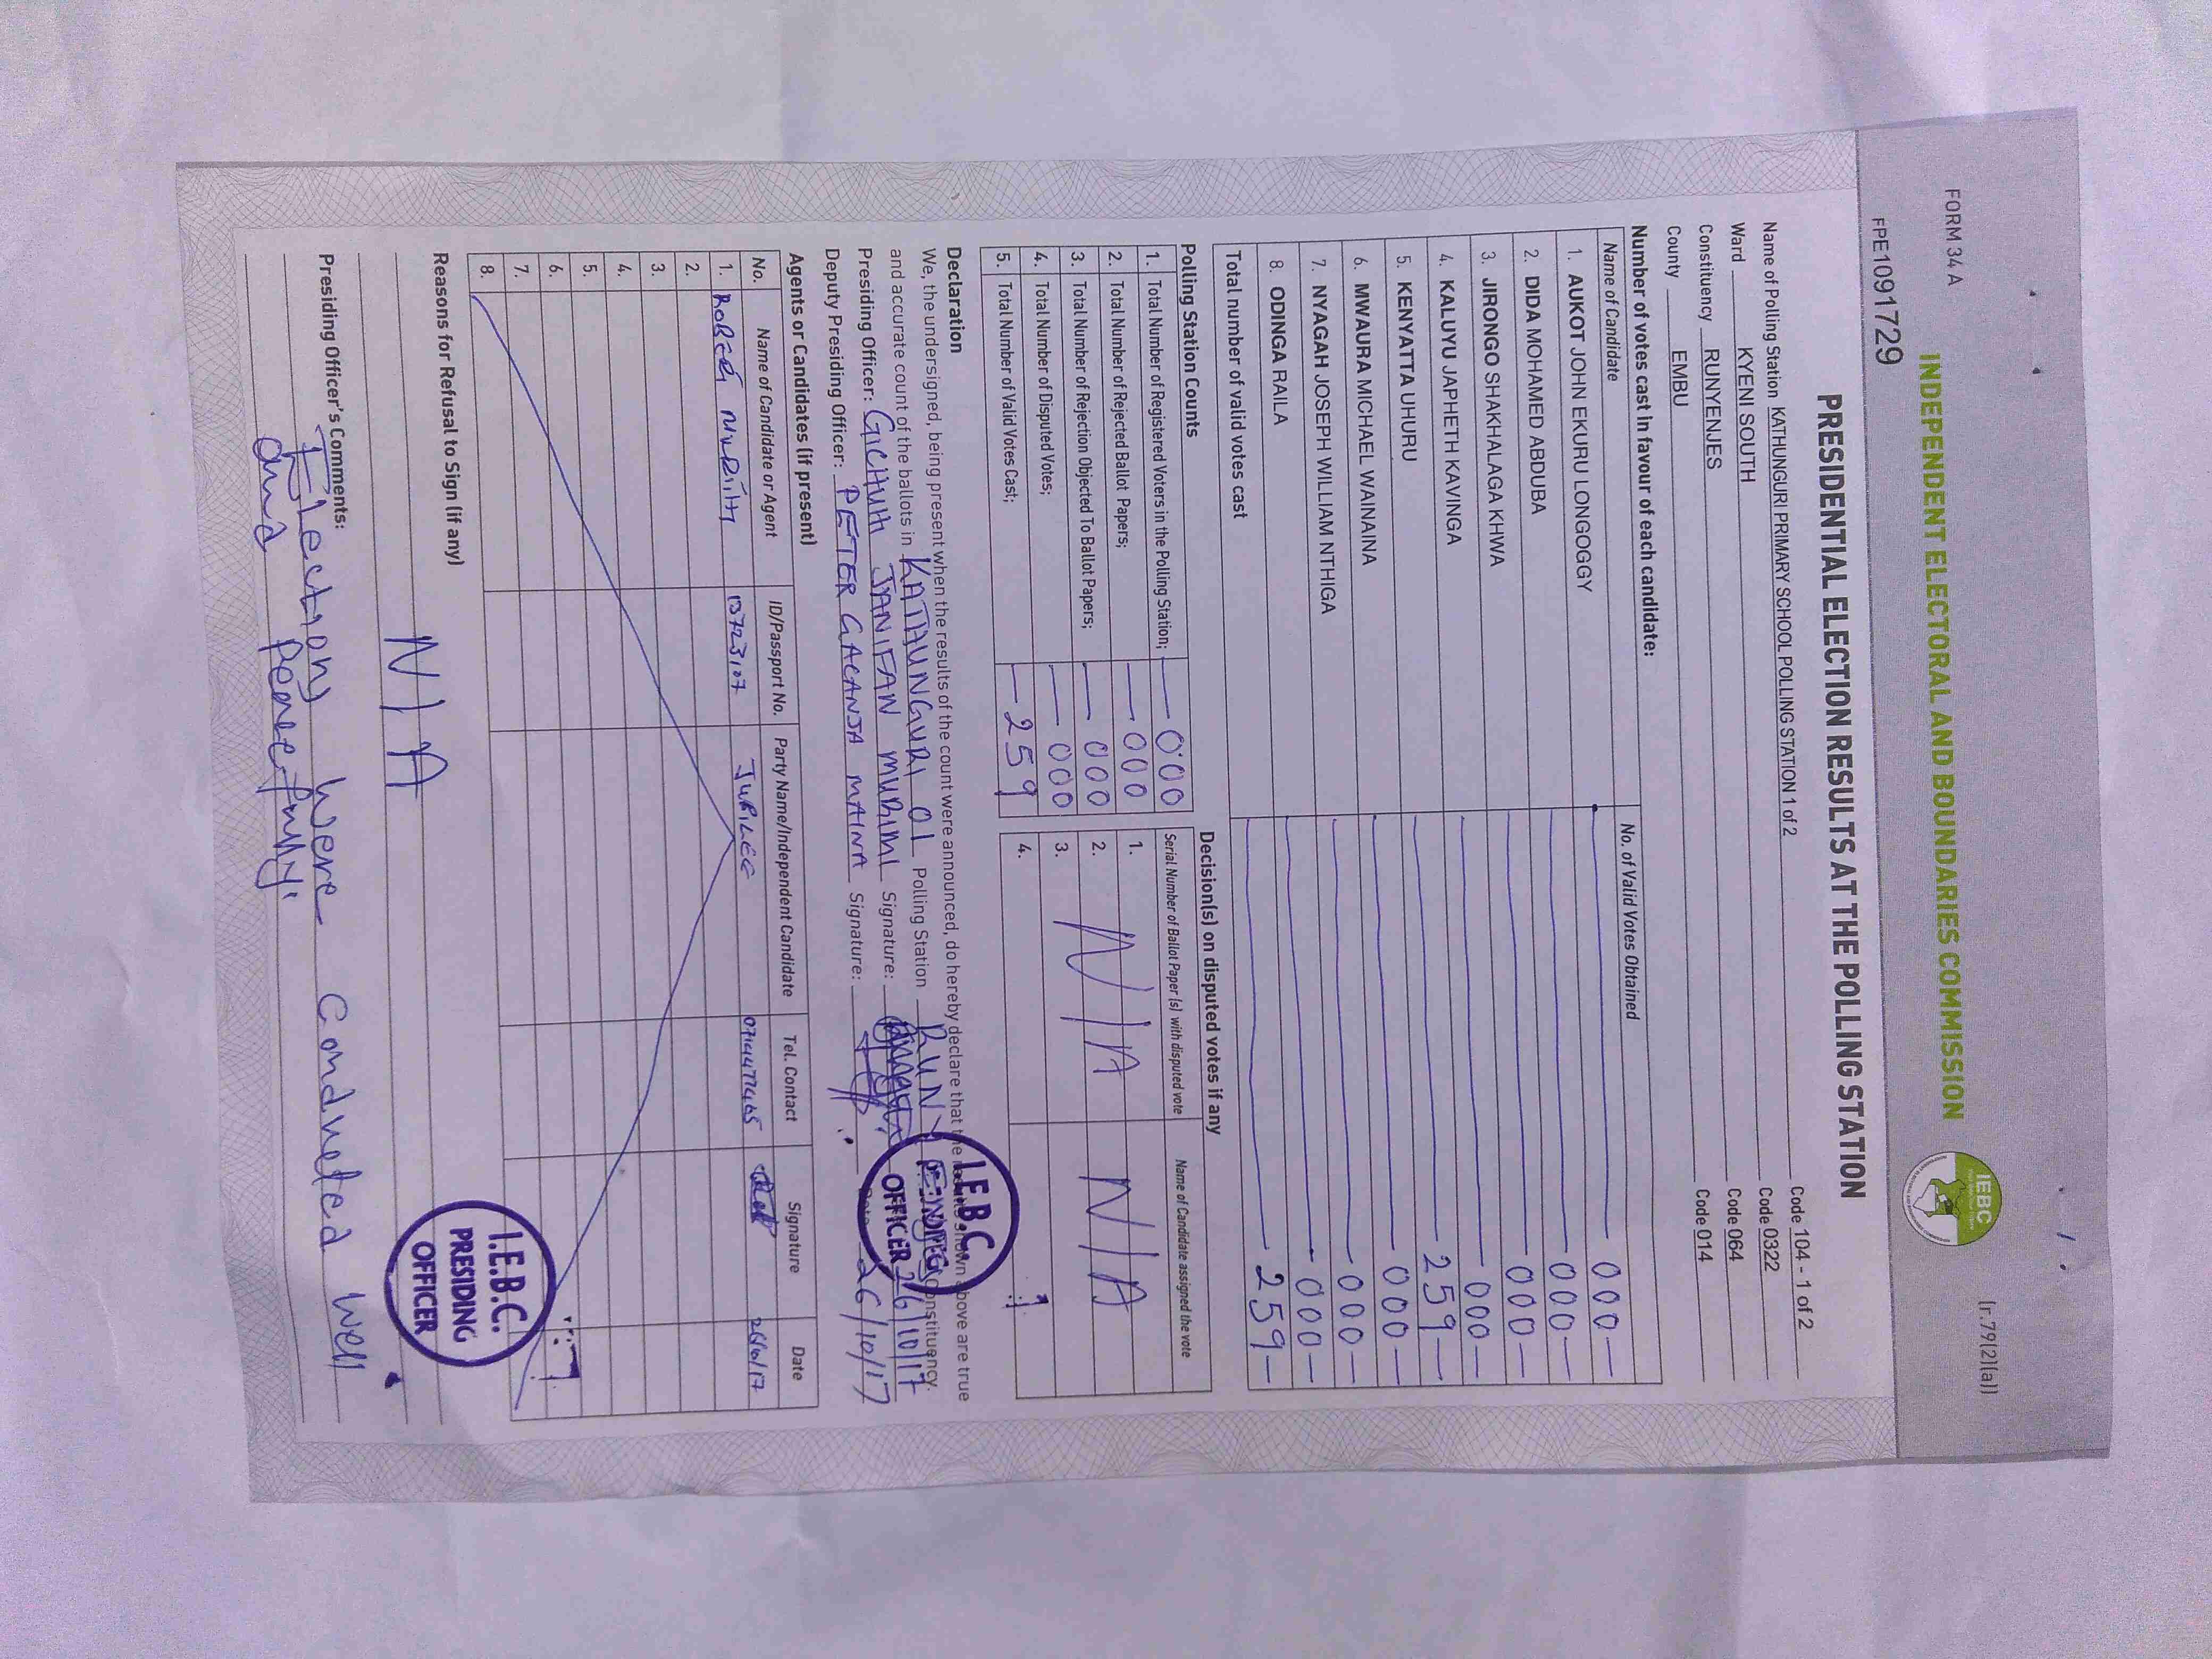 FORM 34 A
(r.79(2)(a))
INDEPENDENT ELECTORAL AND BOUNDARIES COMMISSION
IEBC
FPE1091729
PRESIDENTIAL ELECTION RESULTS AT THE POLLING STATION
Name of Polling Station KATHUNGURI PRIMARY SCHOOL POLLING STATION 1 of 2 Code 104 - 1 of 2
Ward KYENI SOUTH Code 0322
Constituency RUNYENJES Code 064
County EMBU Code 014
Number of votes cast in favour of each candidate:
Name of Candidate No. of Valid Votes Obtained
1. AUKOT JOHN EKURU LONGOGGY 000
2. DIDA MOHAMED ABDUBA 000
3. JIRONGO SHAKHALAGA KHWA 000
4. KALUYU JAPHETH KAVINGA 000
5. KENYATTA UHURU 259
6. MWAURA MICHAEL WAINAINA 000
7. NYAGAH JOSEPH WILLIAM NTHIGA 000
8. ODINGA RAILA 000
Total number of valid votes cast 259
Polling Station Counts
1. Total Number of Registered Voters in the Polling Station; 000
2. Total Number of Rejected Ballot Papers; 000
3. Total Number of Rejection Objected To Ballot Papers; 000
4. Total Number of Disputed Votes; 000
5. Total Number of Valid Votes Cast; 259
Decision(s) on disputed votes if any
Serial Number of Ballot Paper (s) with disputed vote Name of Candidate assigned the vote
1.
2. N/A N/A
3.
4.
Declaration
We, the undersigned, being present when the results of the count were announced, do hereby declare that the results shown above are true
and accurate count of the ballots in KATHUNGURI 01 Polling Station Constituency.
Presiding Officer: GICHUHI JANIFAN Signature: 26/10/17
Deputy Presiding Officer: PETER GACANJA MAINA Signature: 26/10/17
I.E.B.C.
PRESIDING
OFFICER
Agents or Candidates (if present)
No. Name of Candidate or Agent ID/Passport No. Party Name/Independent Candidate Tel. Contact Signature Date
1. 13723107 JUBILEE 26/10/17
2.
3.
4.
5.
6.
7.
8.
I.E.B.C.
PRESIDING
OFFICER
Reasons for Refusal to Sign (if any)
N/A
Presiding Officer's Comments:
Elections were conducted well
and peacefully.